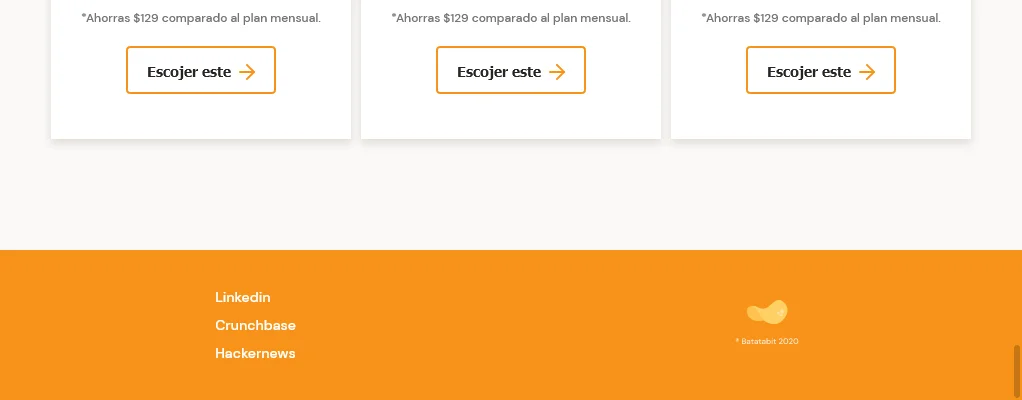 *Ahorras $129 comparado al plan mensual.
*Ahorras $129 comparado al plan mensual.
*Ahorras $129 comparado al plan mensual.
Escojer este
Escojer este
Escojer este
Linkedin
Crunchbase
Hackernews
Batatabit 2020